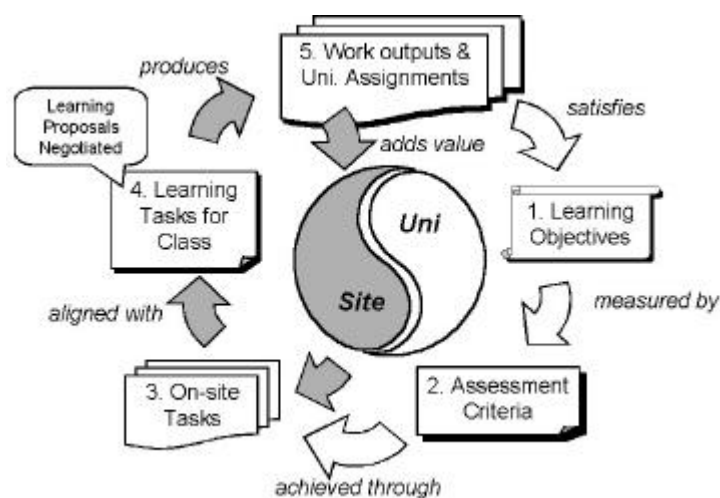 produces
5. Work outputs &
Uni. Assignments
satisfies
Learning
Proposals
Negotiated
adds value
4. Learning
Tasks for
Class
1. Learning
Objectives
Uni
Site
aligned with
measured by
3. On-site
Tasks
2. Assessment
Criteria
achieved through